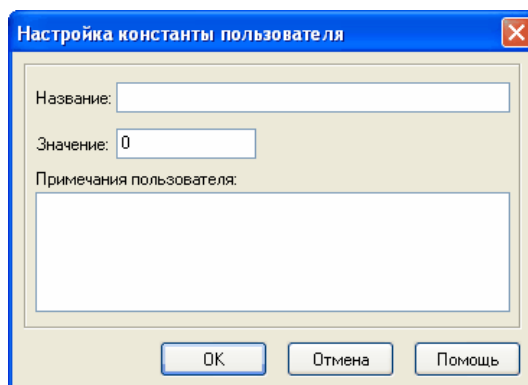 Настройка константы пользователя
Название:
Значение: 0
Примечания пользователя:
OK Отмена Помощь